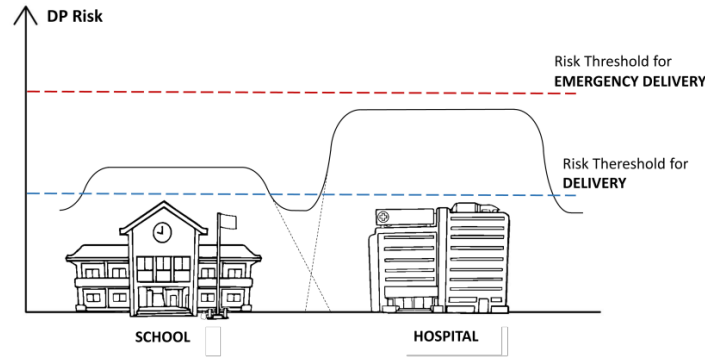 DP Risk
Risk Threshold for
EMERGENCY DELIVERY
Risk Thereshold for
DELIVERY
SCHOOL
HOSPITAL